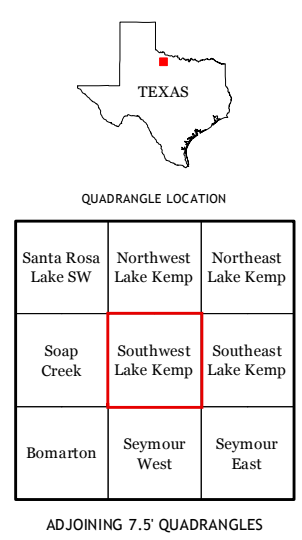 TEXAS
QUADRANGLE LOCATION
Santa Rosa
Lake SW
Northwest
Lake Kemp
Northeast
Lake Kemp
Soap
Creek
Southwest
Lake Kemp
Southeast
Lake Kemp
Bomarton
Seymour
West
Seymour
East
ADJOINING 7.5' QUADRANGLES